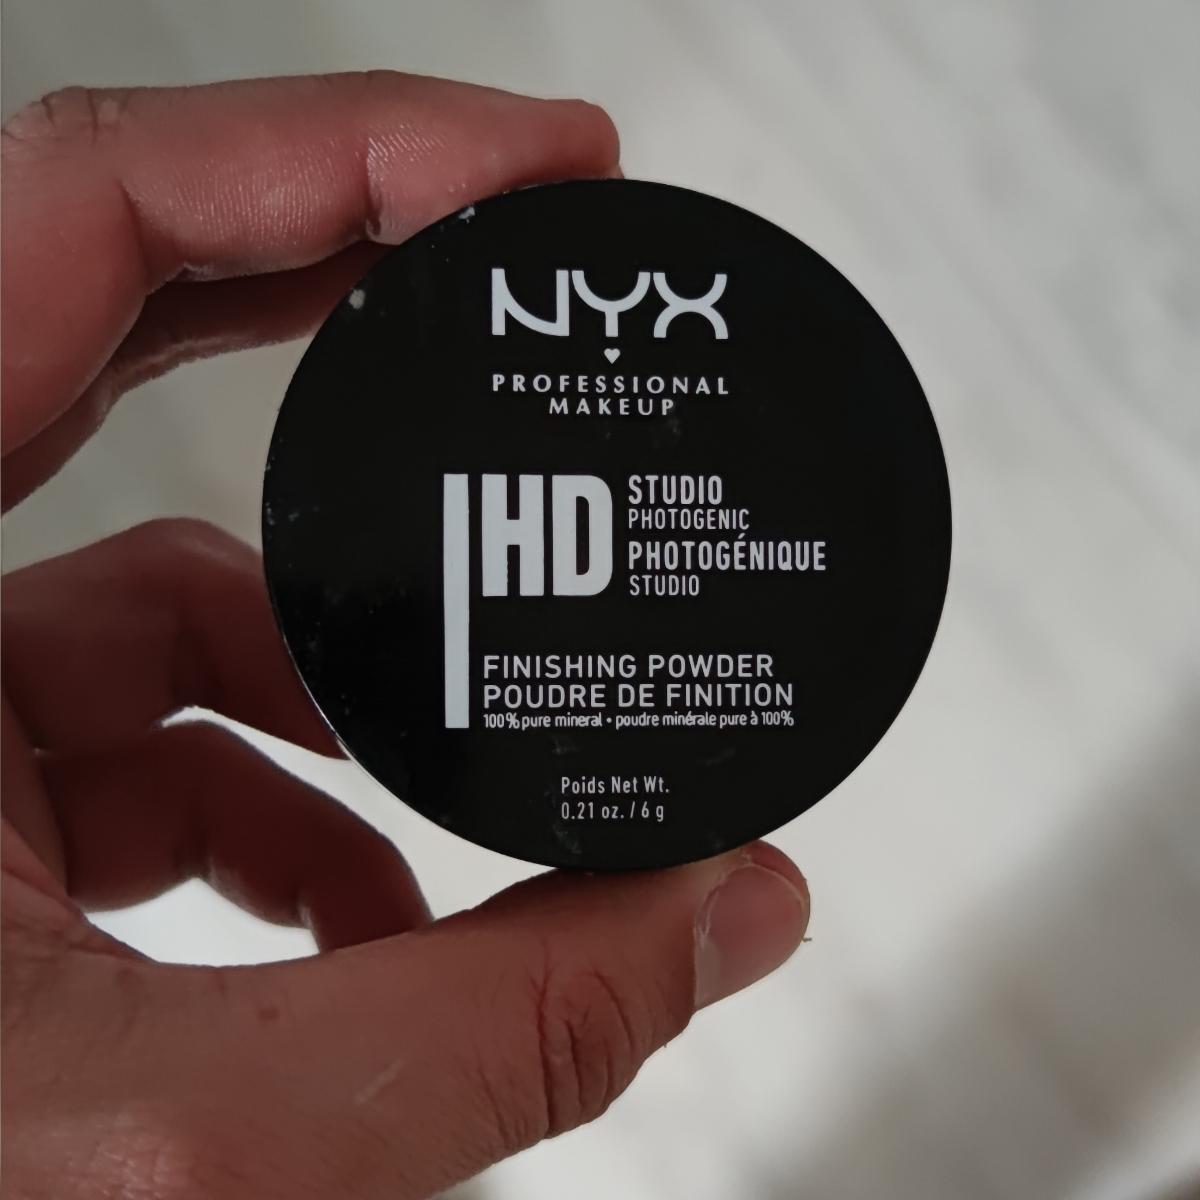 NYX
PROFESSIONAL
MAKEUP
HD
STUDIO
PHOTOGENIC
PHOTOGÉNIQUE
STUDIO
FINISHING POWDER
POUDRE DE FINITION
100% pure mineral • poudre minérale pure à 100%
Poids Net Wt.
0.21 oz. / 6 g